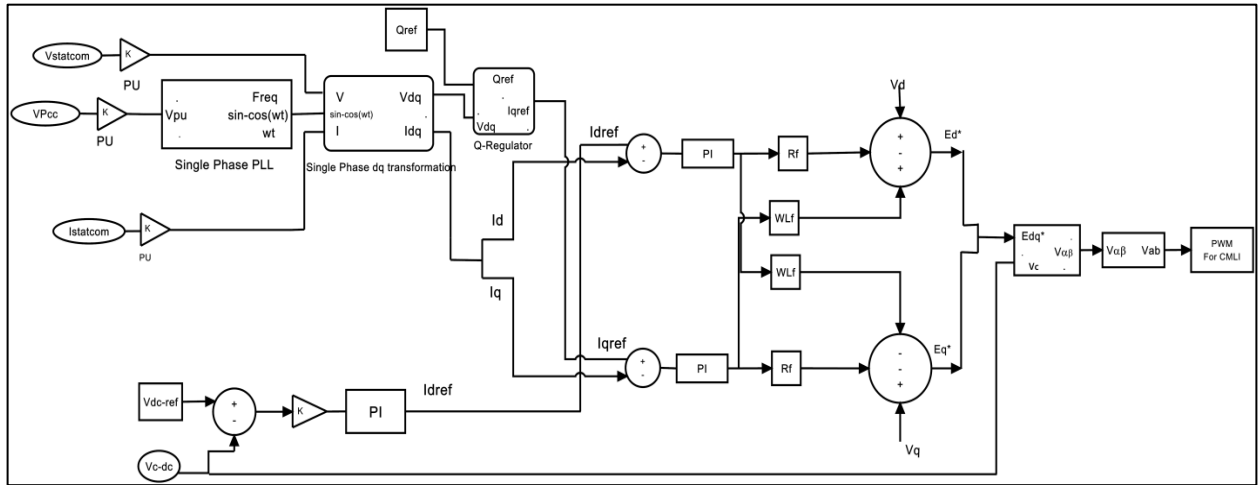 Vstatcom
K
PU
VPcc
K
PU
Vpu
Freq
sin-cos(wt)
wt
Single Phase PLL
V
sin-cos(wt)
I
Vdq
Idq
Single Phase dq transformation
Qref
Qref
Iqref
Vdq
Q-Regulator
Istatcom
K
PU
Id
Iq
Idref
+
-
PI
Rf
Vd
+
-
+
Ed*
WLf
WLf
Iqref
+
-
PI
Rf
-
-
+
Eq*
Vq
Edq*
Vαβ
Vc
Vαβ Vab
PWM
For CMLI
Vdc-ref
+
-
K
PI
Idref
Vc-dc